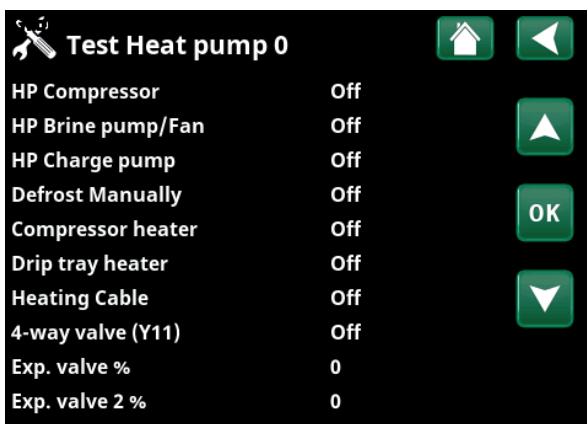 Test Heat pump 0
HP Compressor Off
HP Brine pump/Fan Off
HP Charge pump Off
Defrost Manually Off
OK
Compressor heater Off
Drip tray heater Off
Heating Cable Off
4-way valve (Y11) Off
Exp. valve % 0
Exp. valve 2 % 0